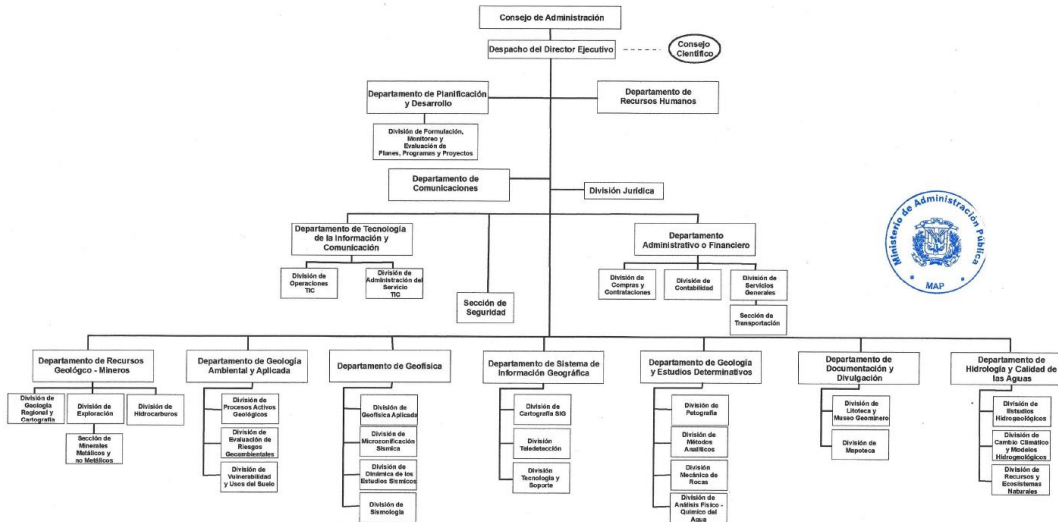 Consejo de Administración
Despacho del Director Ejecutivo
Consejo
Científico
Departamento de Planificación
y Desarrollo
Departamento de
Recursos Humanos
División de Formulación,
Monitoreo y
Evaluación de
Planes, Programas y Proyectos
Departamento de
Comunicaciones
División Jurídica
Ministerio de Administración Pública
MAP
Departamento de Tecnología
de la Información y
Comunicación
Departamento
Administrativo o Financiero
División de
Operaciones
TIC
División de
Administración del
Servicio
TIC
Sección de
Seguridad
División de
Compras y
Contrataciones
División de
Contabilidad
División de
Servicios
Generales
Sección de
Transportación
Departamento de Recursos
Geológco - Mineros
Departamento de Geología
Ambiental y Aplicada
Departamento de Geofísica
Departamento de Sistema de
Información Geográfica
Departamento de Geología
y Estudios Determinativos
Departamento de
Documentación y
Divulgación
Departamento de
Hidrología y Calidad de
las Aguas
División de
Geología
Regional y
Cartografía
División de
Exploración
División de
Hidrocarburos
Sección de
Minerales
Metálicos y
no Metálicos
División de
Procesos Activos
Geológicos
División de
Evaluación de
Riesgos
Geoambientales
División de
Vulnerabilidad
y Usos del Suelo
División de
Geofísica Aplicada
División de
Microzonificación
Sísmica
División de
Dinámica de los
Estudios Sísmicos
División de
Sismología
División de
Cartografía SIG
División
Teledetección
División
Tecnología y
Soporte
División de
Petografía
División de
Métodos
Analíticos
División
Mecánica de
Rocas
División de
Análisis Físico -
Químico del
Agua
División de
Litoteca y
Museo Geominero
División de
Mapoteca
División de
Estudios
Hidrogeológicos
División de
Cambio Climático
y Modelos
Hidrogeológicos
División de
Recursos y
Ecosistemas
Naturales